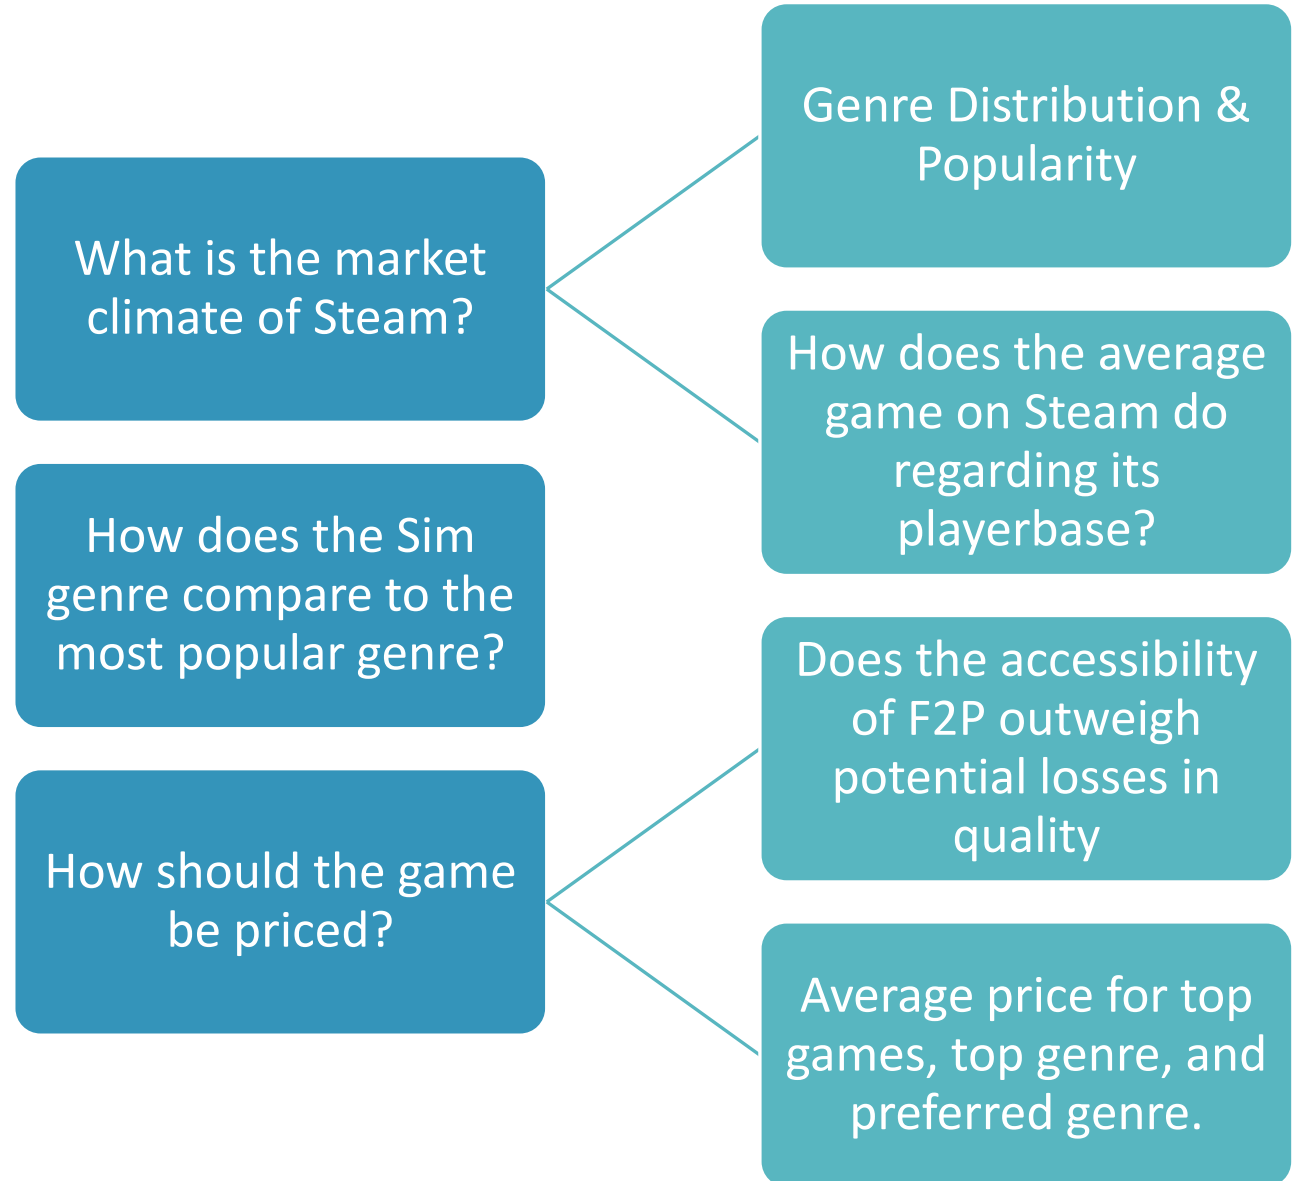 What is the market
climate of Steam?
Genre Distribution &
Popularity
How does the average
game on Steam do
regarding its
playerbase?
How does the Sim
genre compare to the
most popular genre?
How should the game
be priced?
Does the accessibility
of F2P outweigh
potential losses in
quality
Average price for top
games, top genre, and
preferred genre.